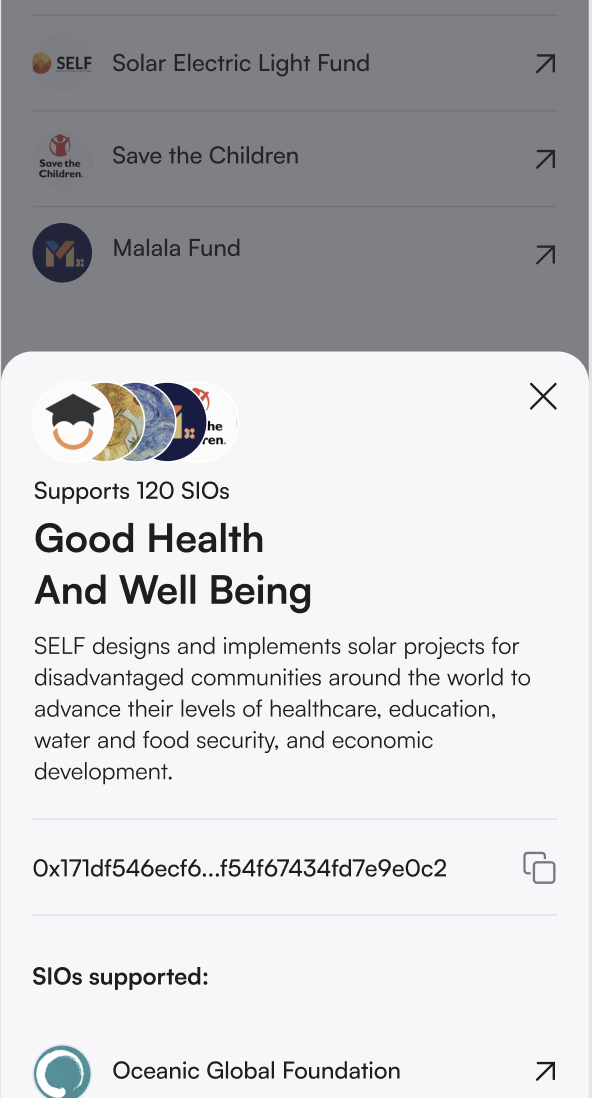 SELF
Solar Electric Light Fund
Save the
Children.
Save the Children
M
Malala Fund
he
ren.
Supports 120 SIOs
Good Health
And Well Being
SELF designs and implements solar projects for
disadvantaged communities around the world to
advance their levels of healthcare, education,
water and food security, and economic
development.
0x171df546ecf6...f54f67434fd7e9e0c2
SIOs supported:
Oceanic Global Foundation